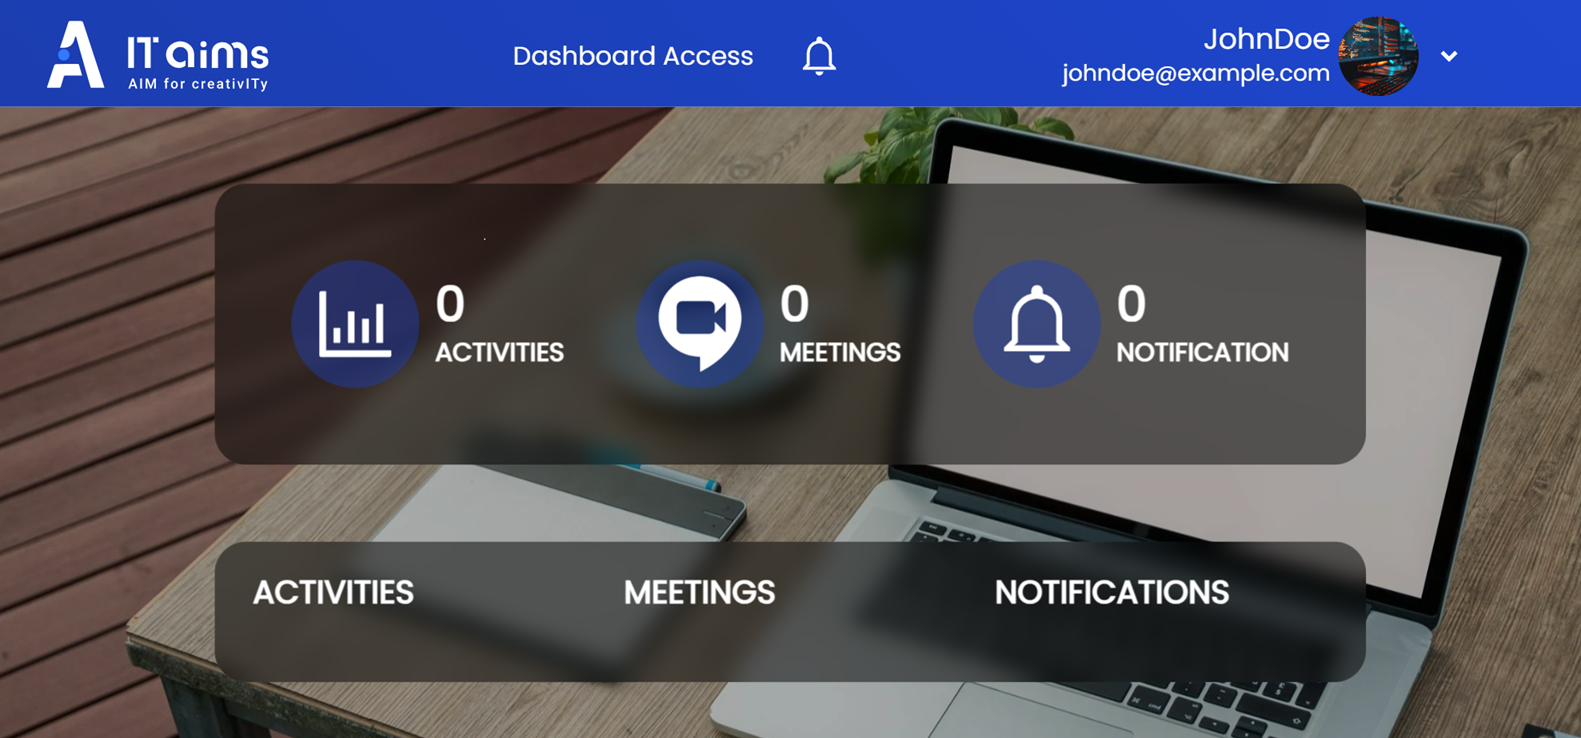 IT aims
AIM for creativITy
Dashboard Access
JohnDoe
johndoe@example.com
0
ACTIVITIES
0
MEETINGS
0
NOTIFICATION
ACTIVITIES
MEETINGS
NOTIFICATIONS